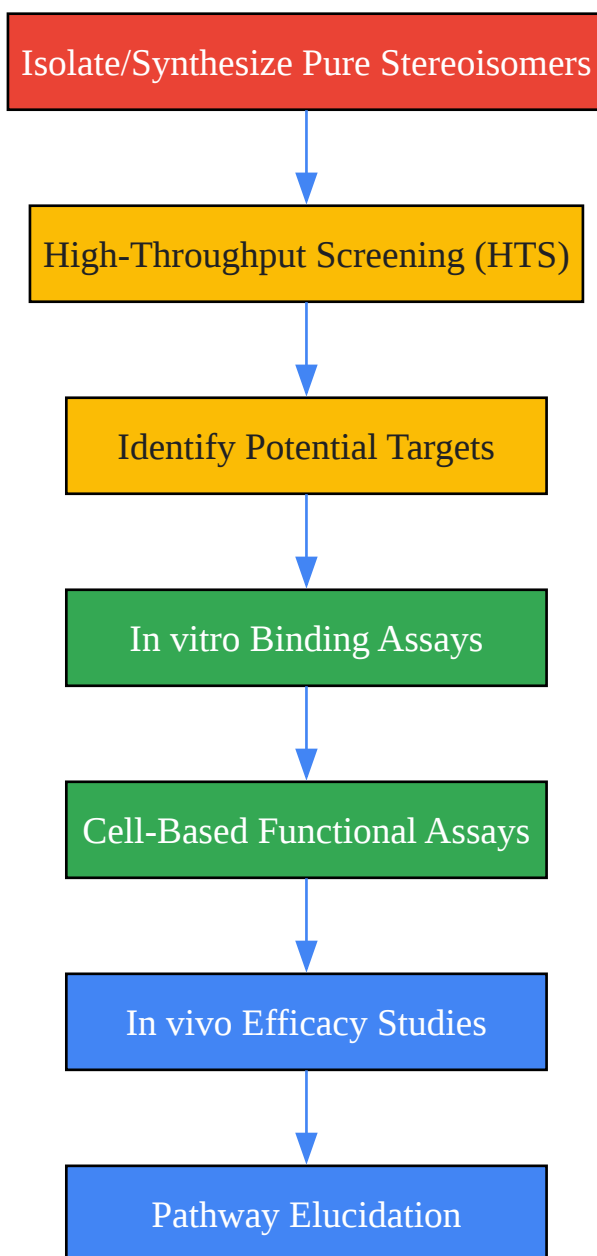 Isolate/Synthesize Pure Stereoisomers
High-Throughput Screening (HTS)
Identify Potential Targets
In vitro Binding Assays
Cell-Based Functional Assays
In vivo Efficacy Studies
Pathway Elucidation